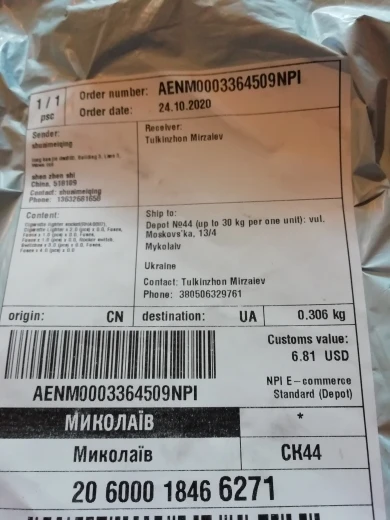 1 / 1
psc
Order number: AENM0003364509NPI
Order date: 24.10.2020
Sender:
shuaimeiqing
shen zhen shi
China, 518109
Contact: shuaimeiqing
Phone: 13632681658
Receiver:
Tulkinzhon Mirzaiev
Content:
Ship to:
Depot №44 (up to 30 kg per one unit): vul.
Moskovs'ka, 13/4
Mykolaiv
Ukraine
Contact: Tulkinzhon Mirzaiev
Phone: 380506329761
origin: CN destination: UA 0.306 kg
AENM0003364509NPI
Customs value:
6.81 USD
NPI E-commerce
Standard (Depot)
МИКОЛАЇВ *
Миколаїв СК44
20 6000 1846 6271